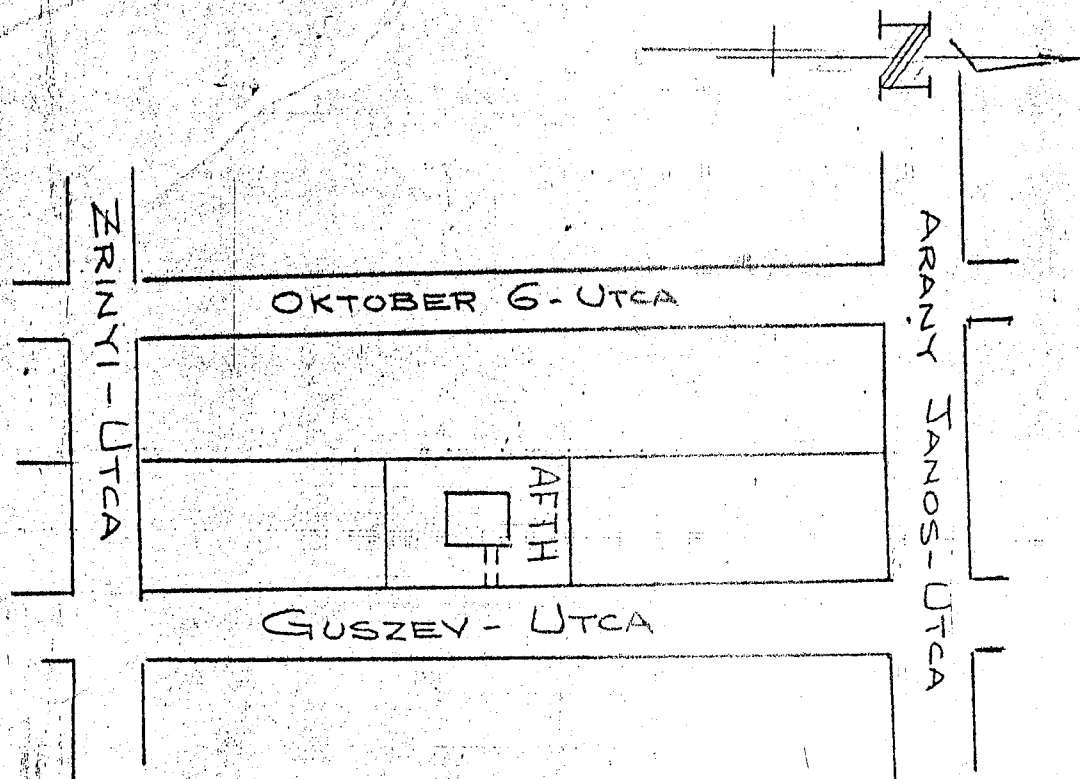 N
ZRINYI-UTCA
OKTOBER 6-UTCA
ARANY JANOS-UTCA
AFTH
GUSZEV-UTCA